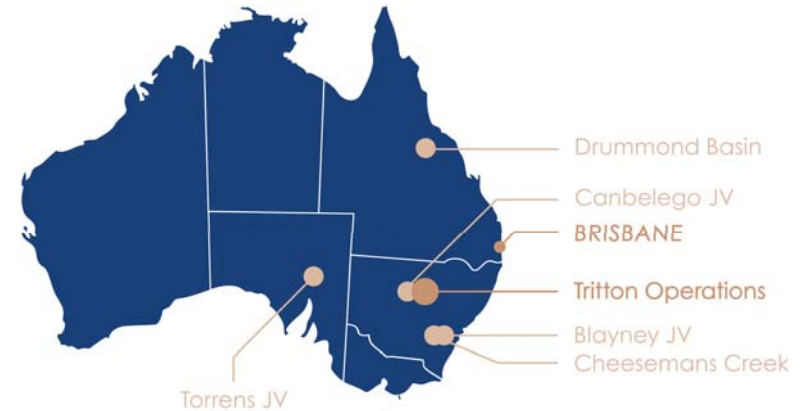 Drummond Basin
Canbelego JV
BRISBANE
Tritton Operations
Blayney JV
Cheesemans Creek
Torrens JV